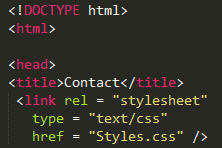 <!DOCTYPE html>
<html>
<head>
<title>Contact</title>
<link rel = "stylesheet"
type = "text/css"
href = "Styles.css" />